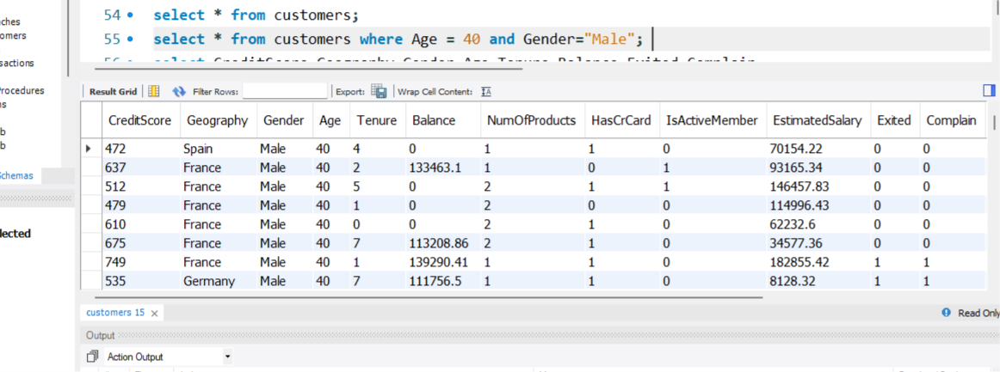 54 select * from customers;
55 select * from customers where Age = 40 and Gender="Male";
aches
omers
sactions
Procedures
ns
b
b
Schemas
lected
Result Grid Filter Rows: Export: Wrap Cell Content:
CreditScore Geography Gender Age Tenure Balance NumOfProducts HasCrCard IsActiveMember EstimatedSalary Exited Complain
472 Spain Male 40 4 0 1 1 0 70154.22 0 0
637 France Male 40 2 133463.1 1 0 1 93165.34 0 0
512 France Male 40 5 0 2 1 1 146457.83 0 0
479 France Male 40 1 0 2 0 0 114996.43 0 0
610 France Male 40 0 0 2 1 0 62232.6 0 0
675 France Male 40 7 113208.86 2 1 0 34577.36 0 0
749 France Male 40 1 139290.41 1 1 0 182855.42 1 1
535 Germany Male 40 7 111756.5 1 1 0 8128.32 1 1
customers 15
Read Only
Output
Action Output